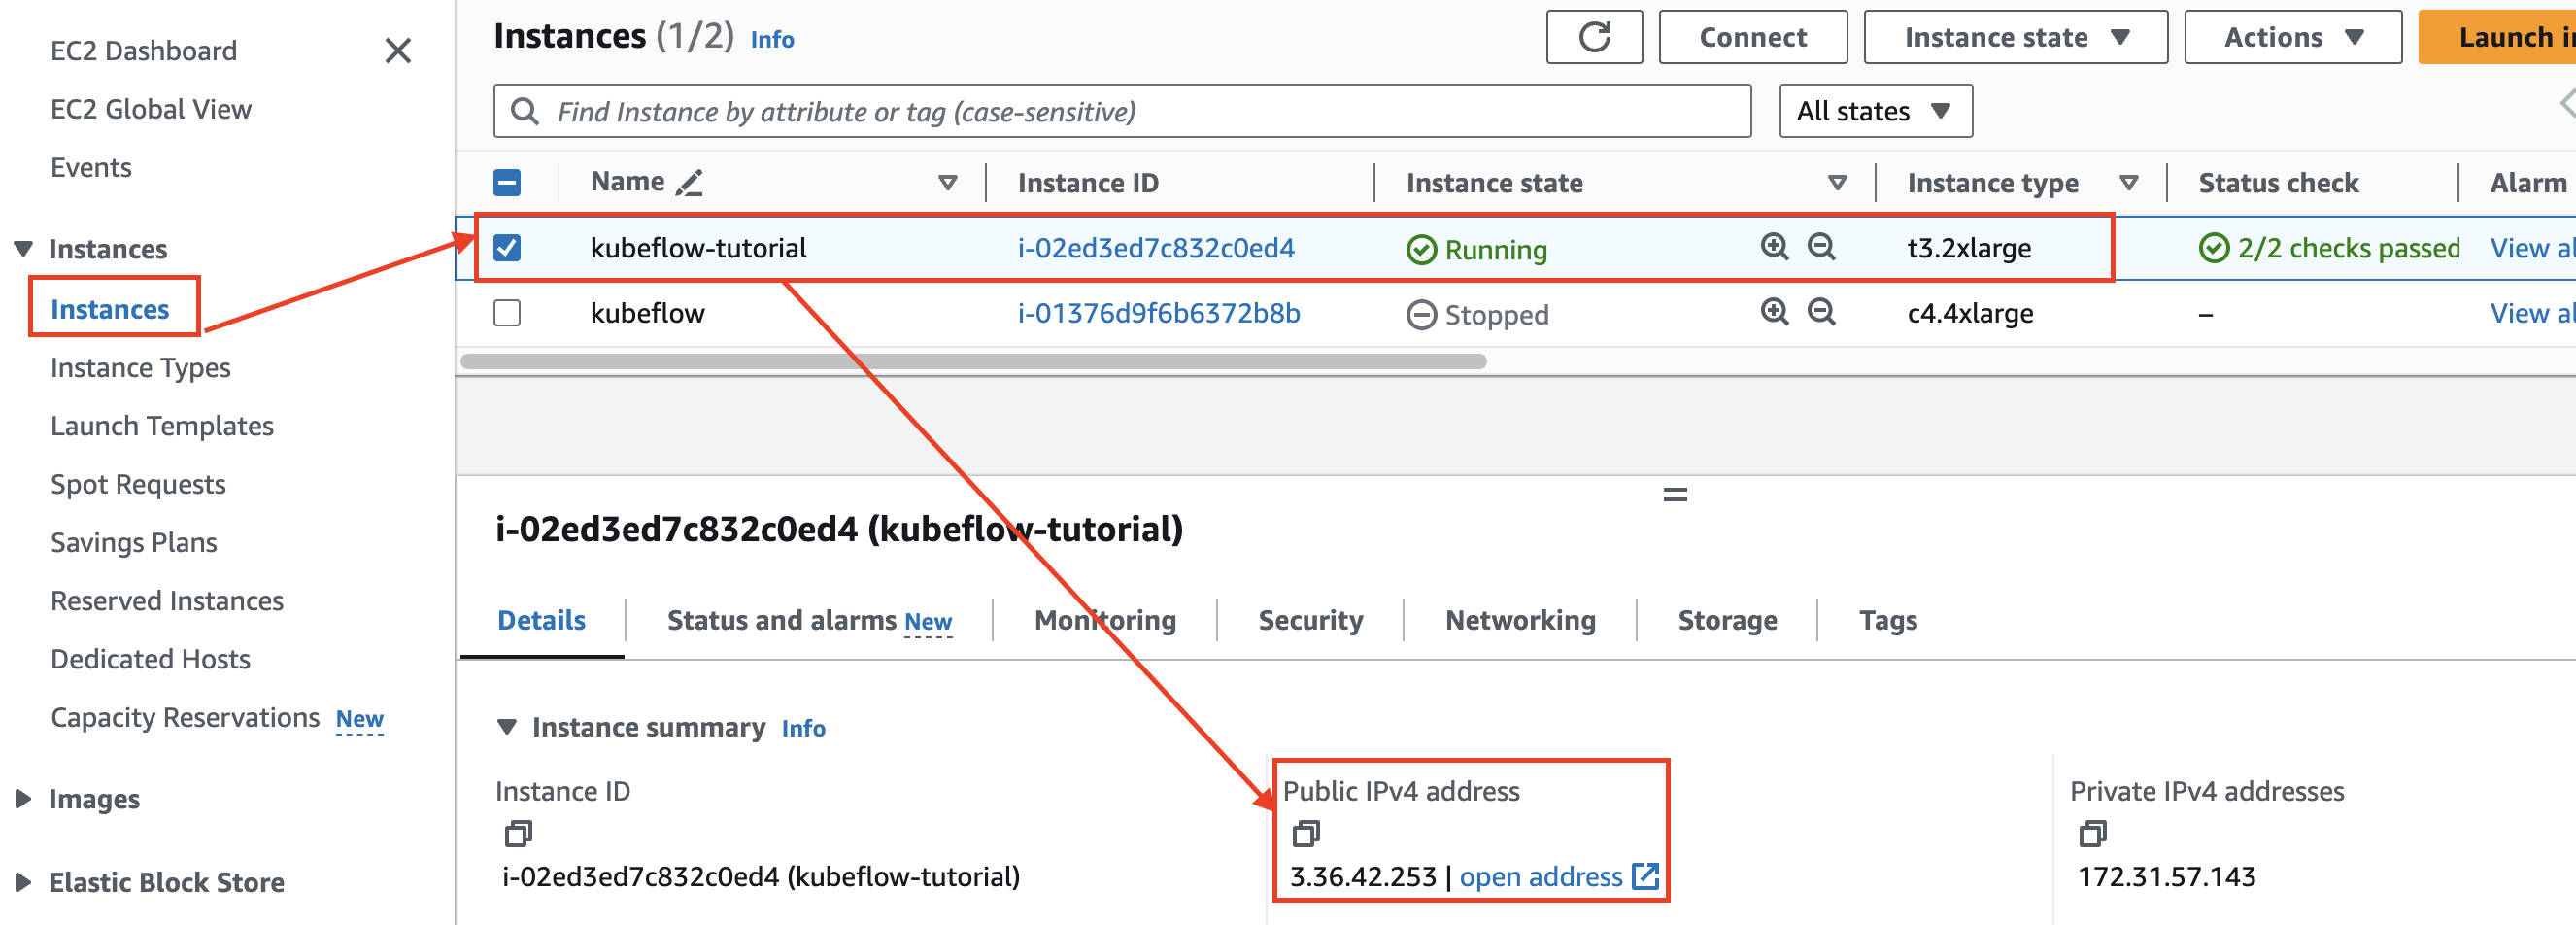 EC2 Dashboard
EC2 Global View
Events
Instances
Instances
Instance Types
Launch Templates
Spot Requests
Savings Plans
Reserved Instances
Dedicated Hosts
Capacity Reservations New
Images
Elastic Block Store
Instances (1/2) Info
Connect
Instance state
Actions
Launch in
Find Instance by attribute or tag (case-sensitive)
All states
Name Instance ID Instance state Instance type Status check Alarm
kubeflow-tutorial i-02ed3ed7c832c0ed4 Running t3.2xlarge 2/2 checks passed View al
kubeflow i-01376d9f6b6372b8b Stopped c4.4xlarge – View al
i-02ed3ed7c832c0ed4 (kubeflow-tutorial)
Details Status and alarms New Monitoring Security Networking Storage Tags
Instance summary Info
Instance ID
i-02ed3ed7c832c0ed4 (kubeflow-tutorial)
Public IPv4 address
3.36.42.253 | open address
Private IPv4 addresses
172.31.57.143